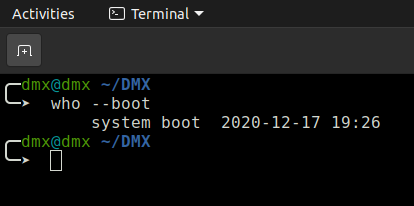 Activities Terminal
dmx@dmx ~/DMX
who --boot
system boot 2020-12-17 19:26
dmx@dmx ~/DMX